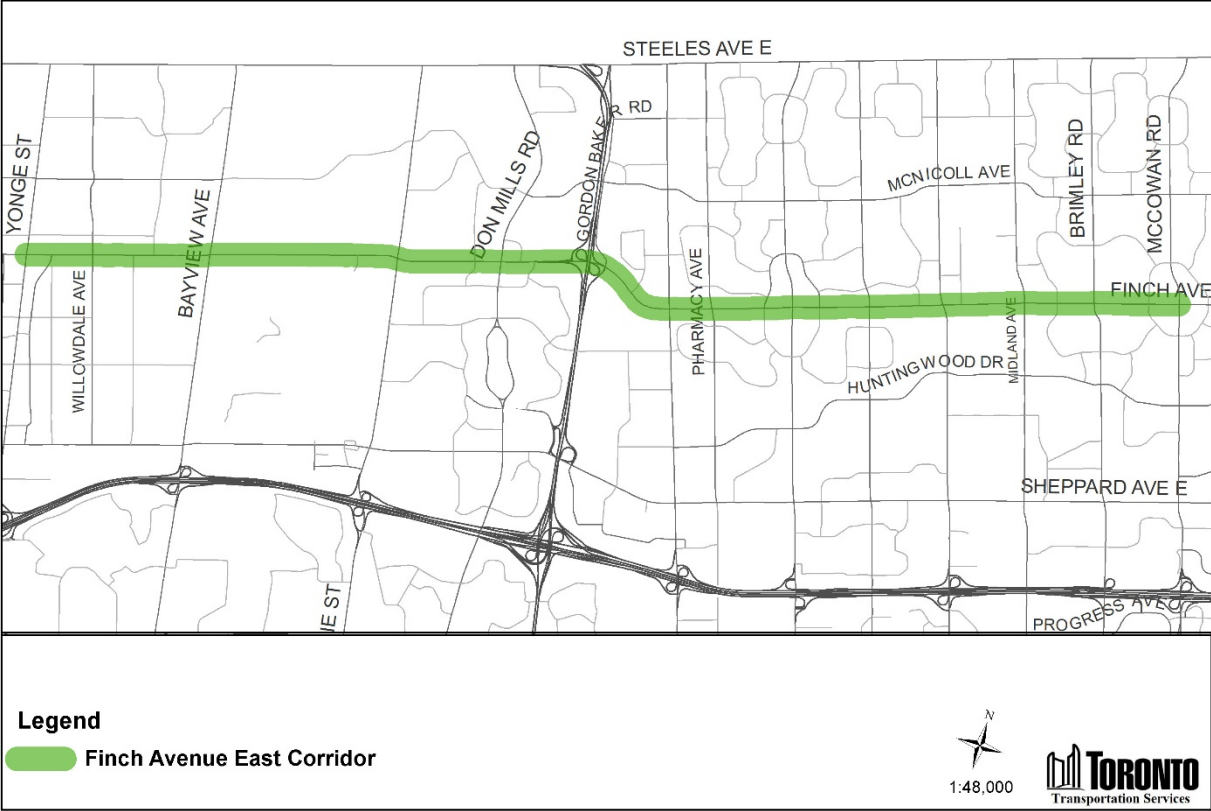 STEELES AVE E
GORDON BAKER RD
YONGE ST
DON MILLS RD
MCNICOLL AVE
BRIMLEY RD
MCCOWAN RD
BAYVIEW AVE
WILLOWDALE AVE
PHARMACY AVE
FINCH AVE
MIDLAND AVE
HUNTINGWOOD DR
SHEPPARD AVE E
NE ST
PROGRESS AVE
Legend
Finch Avenue East Corridor
N
1:48,000
TORONTO
Transportation Services